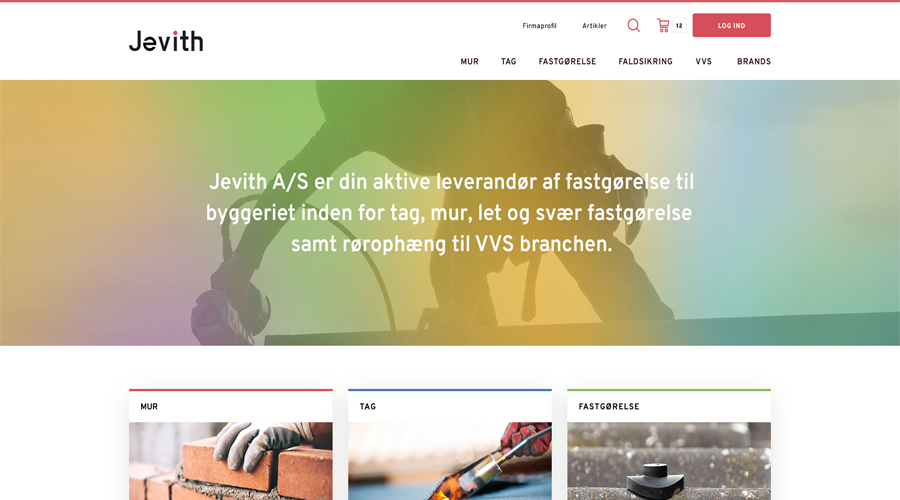 Firmaprofil
Artikler
12
LOG IND
Jevith
MUR
TAG
FASTGØRELSE
FALDSIKRING
VVS
BRANDS
Jevith A/S er din aktive leverandør af fastgørelse til
byggeriet inden for tag, mur, let og svær fastgørelse
samt rørophæng til VVS branchen.
MUR
TAG
FASTGØRELSE